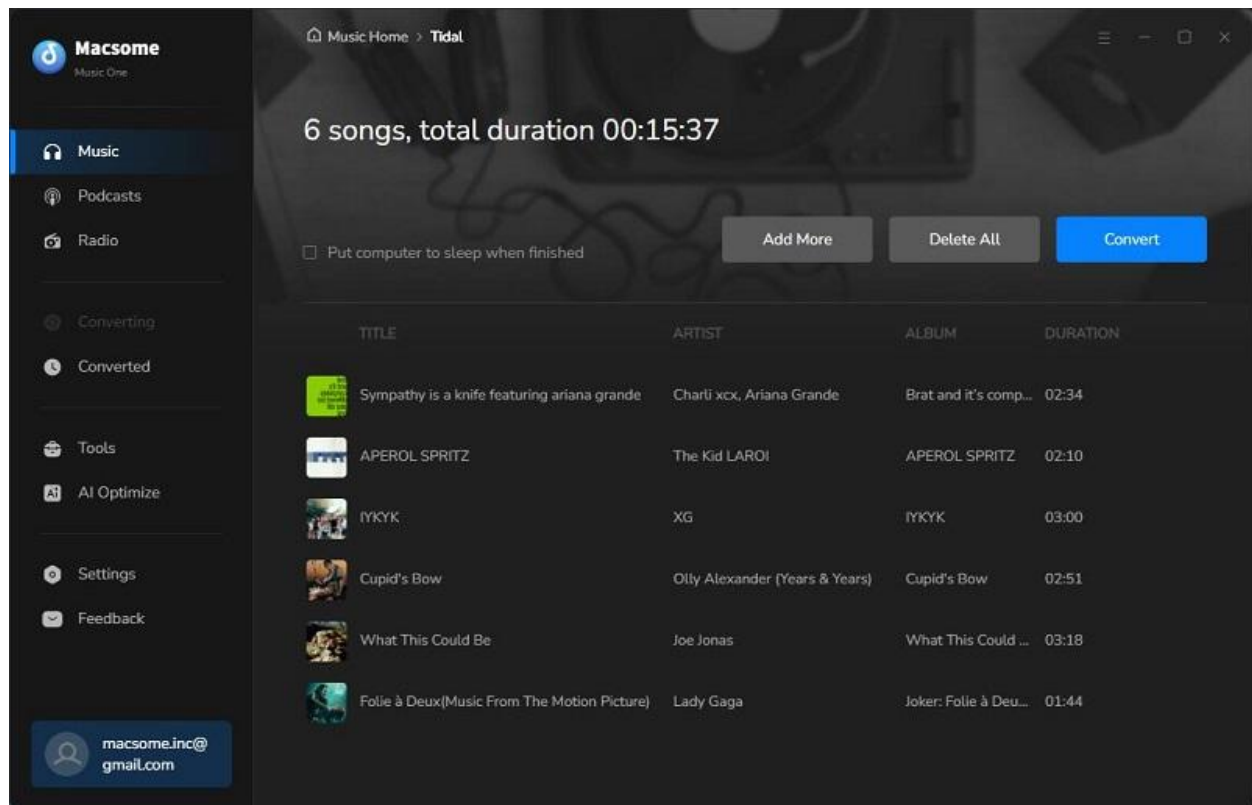 Macsome
Music One
Music
Podcasts
Radio
Converting
Converted
Tools
Ai
AI Optimize
Settings
Feedback
macsome.inc@
gmail.com
Music Home > Tidal
6 songs, total duration 00:15:37
Put computer to sleep when finished
Add More
Delete All
Convert
TITLE ARTIST ALBUM DURATION
Sympathy is a knife featuring ariana grande Charli xcx, Ariana Grande Brat and it's comp... 02:34
APEROL SPRITZ The Kid LAROI APEROL SPRITZ 02:10
IYKYK XG IYKYK 03:00
Cupid's Bow Olly Alexander (Years & Years) Cupid's Bow 02:51
What This Could Be Joe Jonas What This Could ... 03:18
Folie à Deux(Music From The Motion Picture) Lady Gaga Joker: Folie à Deu... 01:44